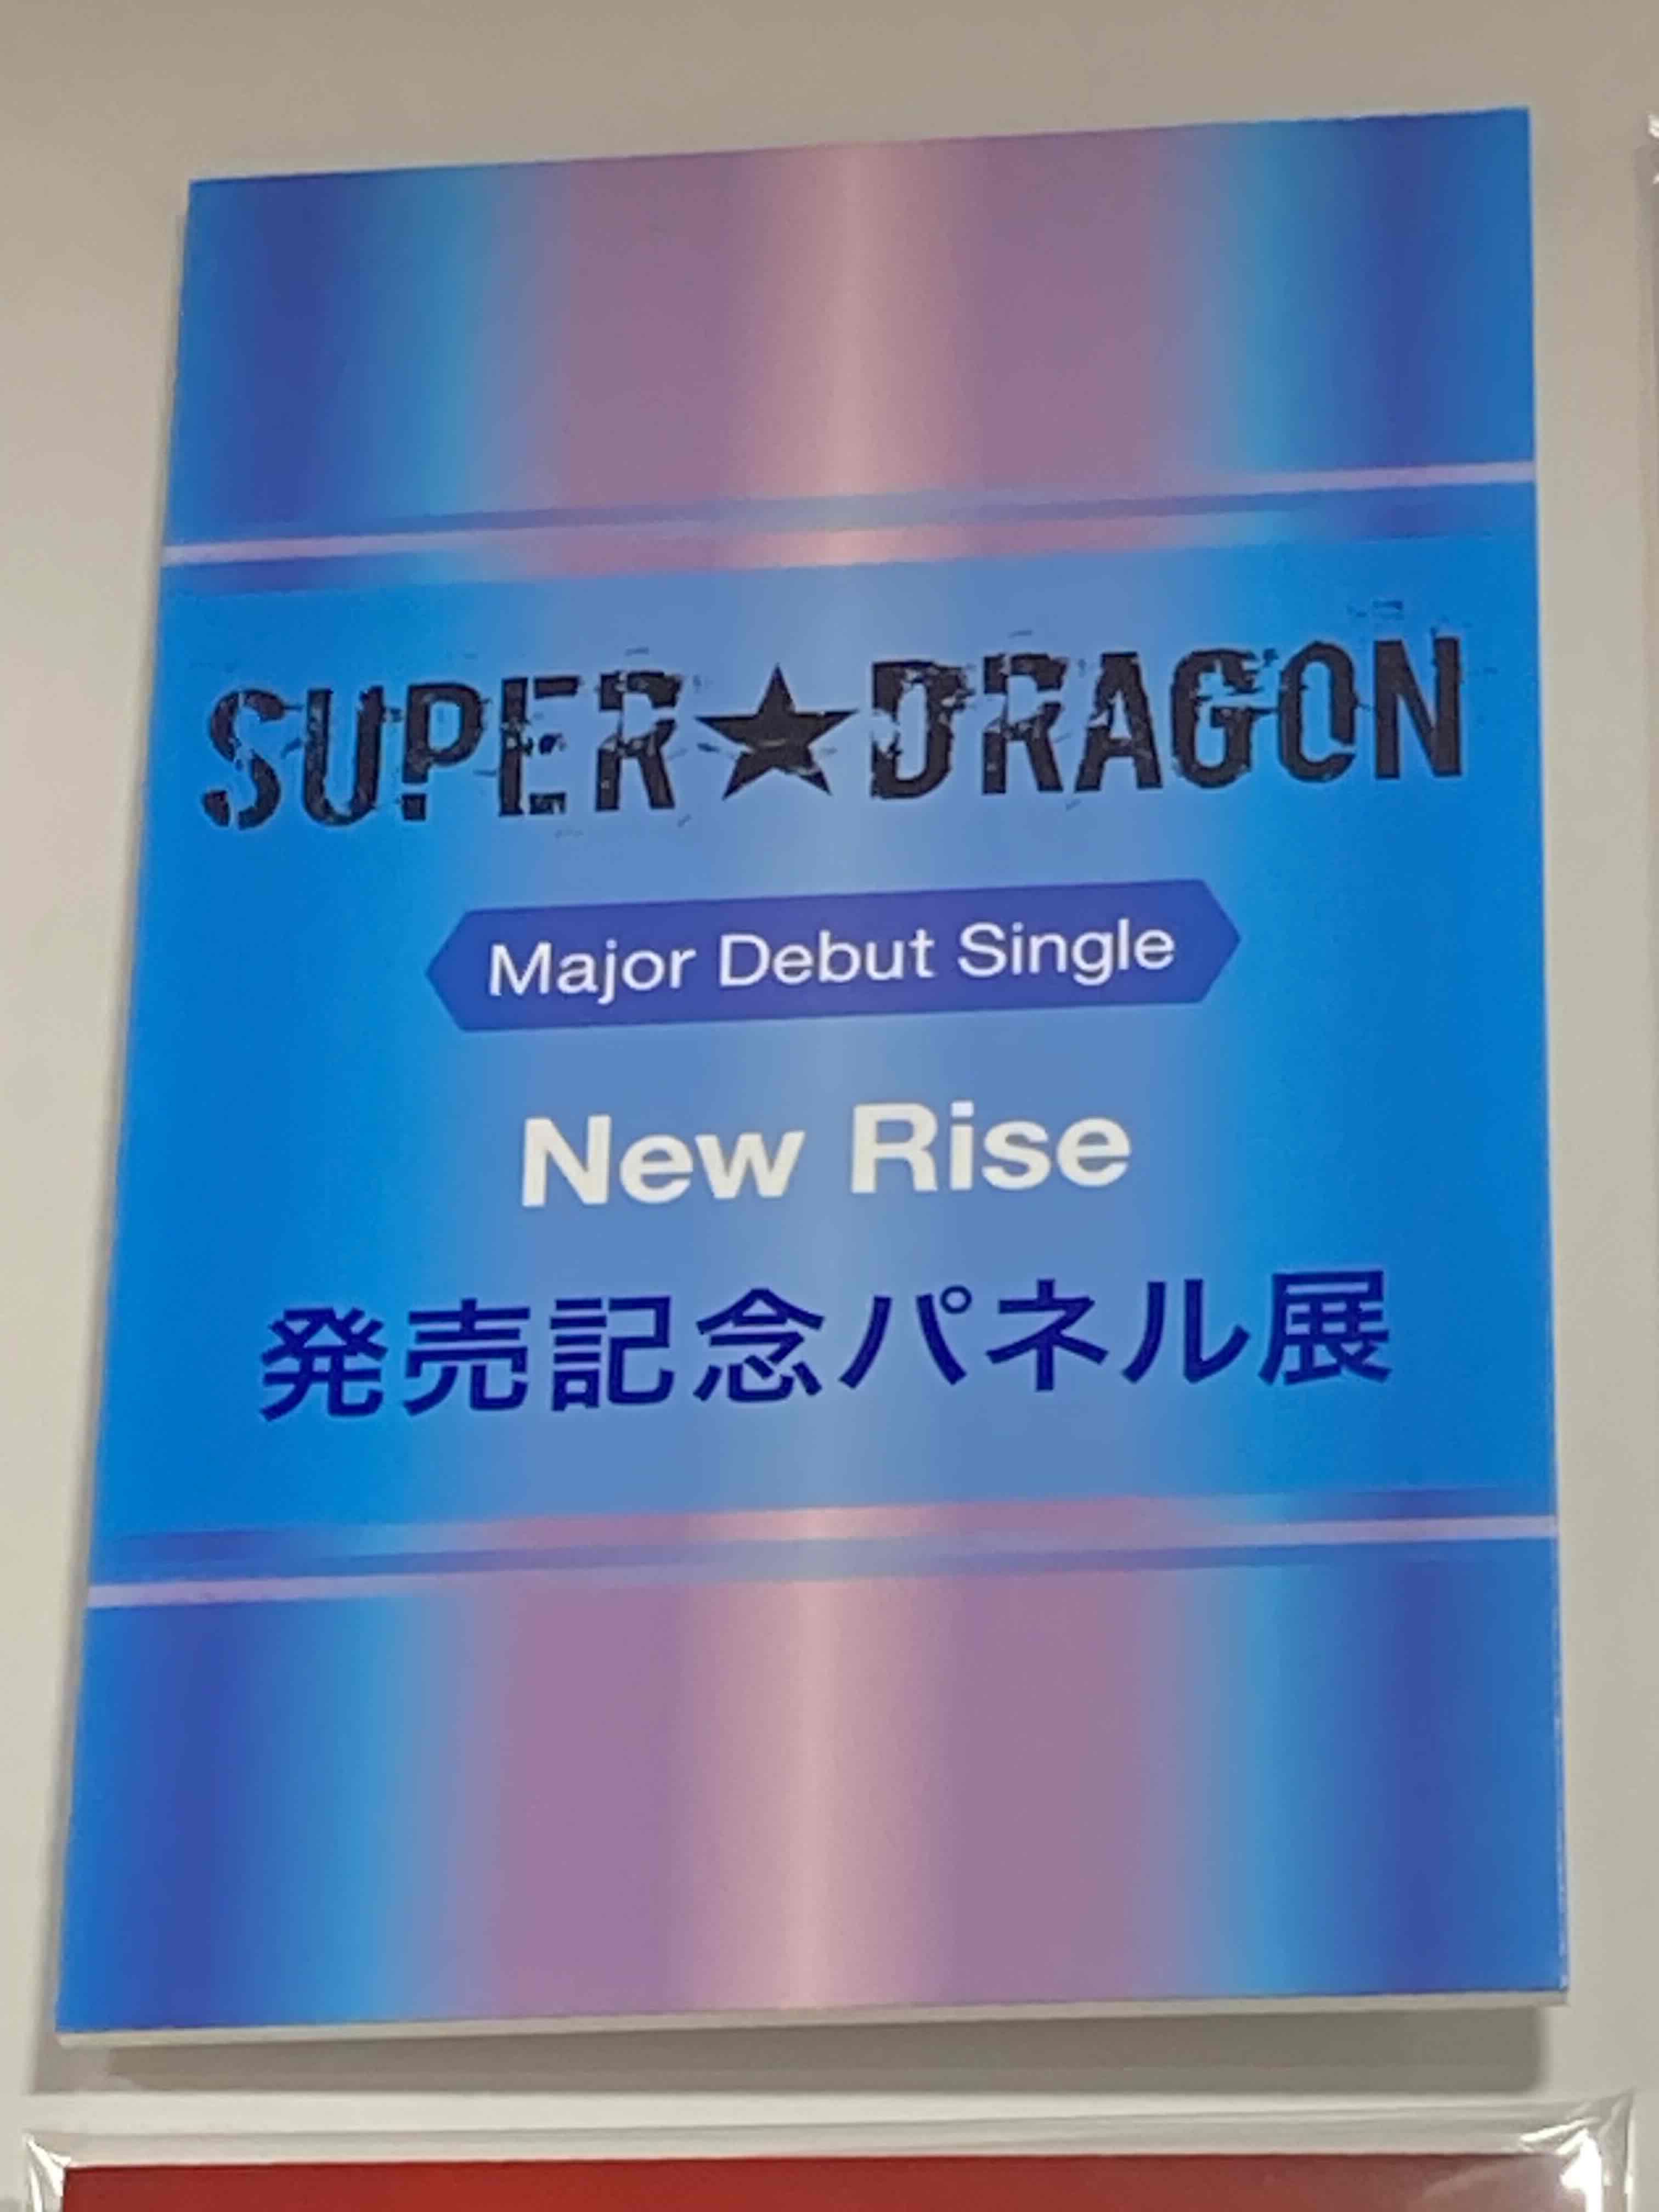 SUPER★DRAGON
Major Debut Single
New Rise
発売記念パネル展